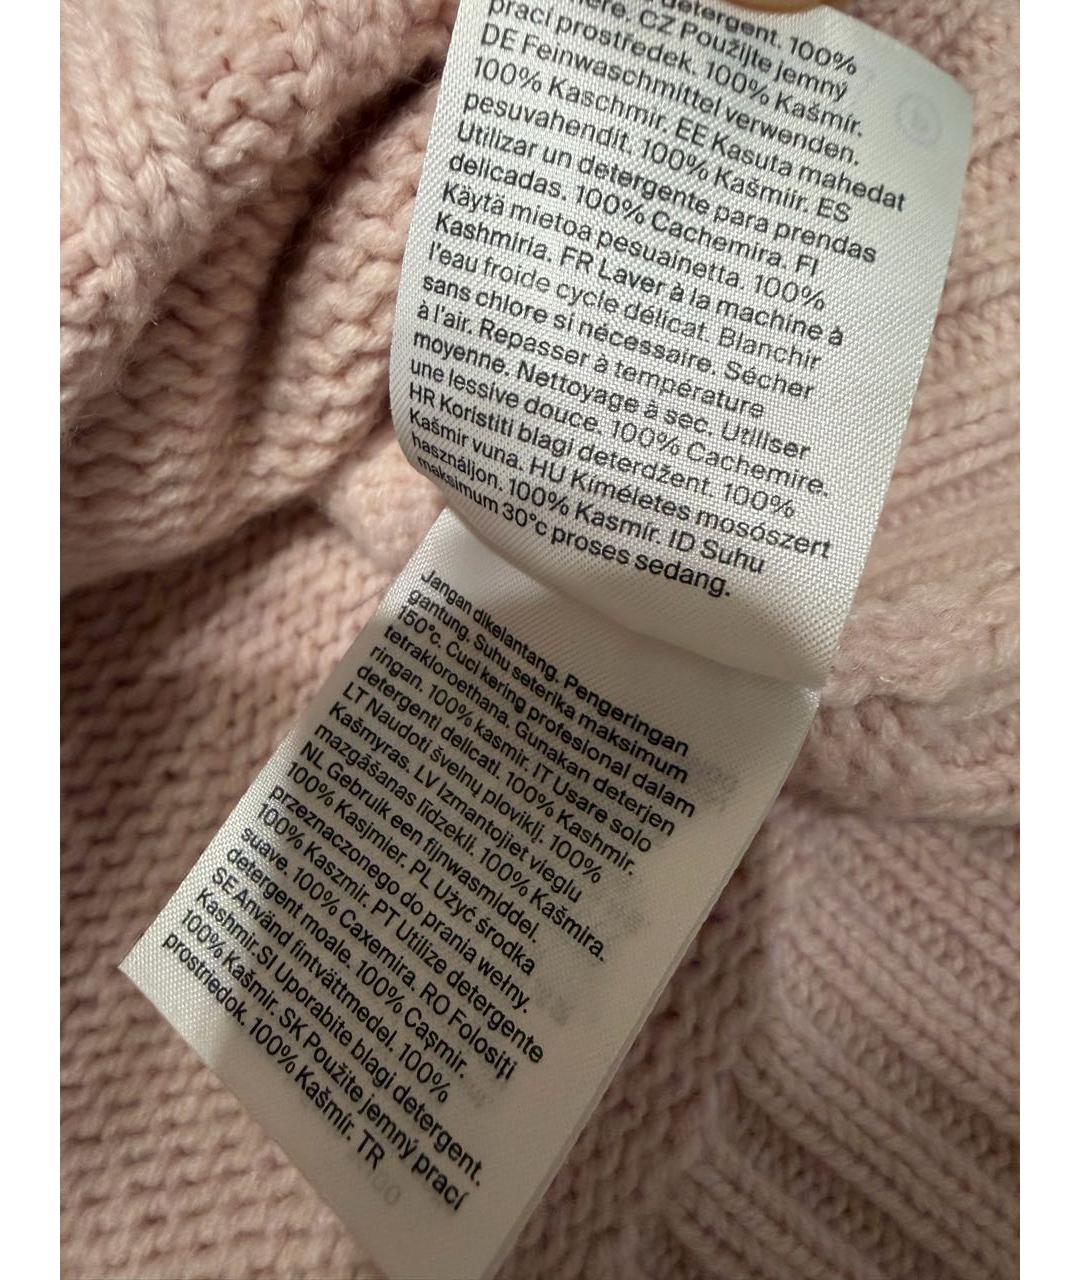 detergent. 100%
ere. CZ Použijte jemný
prací prostředek. 100% Kašmír.
DE Feinwaschmittel verwenden.
100% Kaschmir. EE Kasuta mahedat
pesuvahendit. 100% Kašmiir. ES
Utilizar un detergente para prendas
delicadas. 100% Cachemira. FI
Käytä mietoa pesuainetta. 100%
Kashmiria. FR Laver à la machine à
l'eau froide cycle délicat. Blanchir
sans chlore si nécessaire. Sécher
à l'air. Repasser à température
moyenne. Nettoyage à sec. Utiliser
une lessive douce. 100% Cachemire.
HR Koristiti blagi deterdžent. 100%
Kašmir vuna. HU Kíméletes mosószert
használjon. 100% Kasmír. ID Suhu
maksimum 30°c proses sedang.
Jangan dikelantang. Pengeringan
gantung. Suhu seterika maksimum
150°c. Cuci kering profesional dalam
tetrakloroethana. Gunakan deterjen
ringan. 100% kasmir. IT Usare solo
detergenti delicati. 100% Kashmir.
LT Naudoti švelnų ploviklį. 100%
Kašmyras. LV Izmantojiet vieglu
mazgāšanas līdzekli. 100% Kašmira.
NL Gebruik een fijnwasmiddel.
100% Kasjmier. PL Użyć środka
przeznaczonego do prania wełny.
100% Kaszmir. PT Utilize detergente
suave. 100% Caxemira. RO Folosiți
detergent moale. 100% Cașmir.
SE Använd fintvättmedel. 100%
Kashmir.SI Uporabite blagi detergent.
100% Kašmir. SK Použite jemný prací
prostriedok. 100% Kašmír. TR